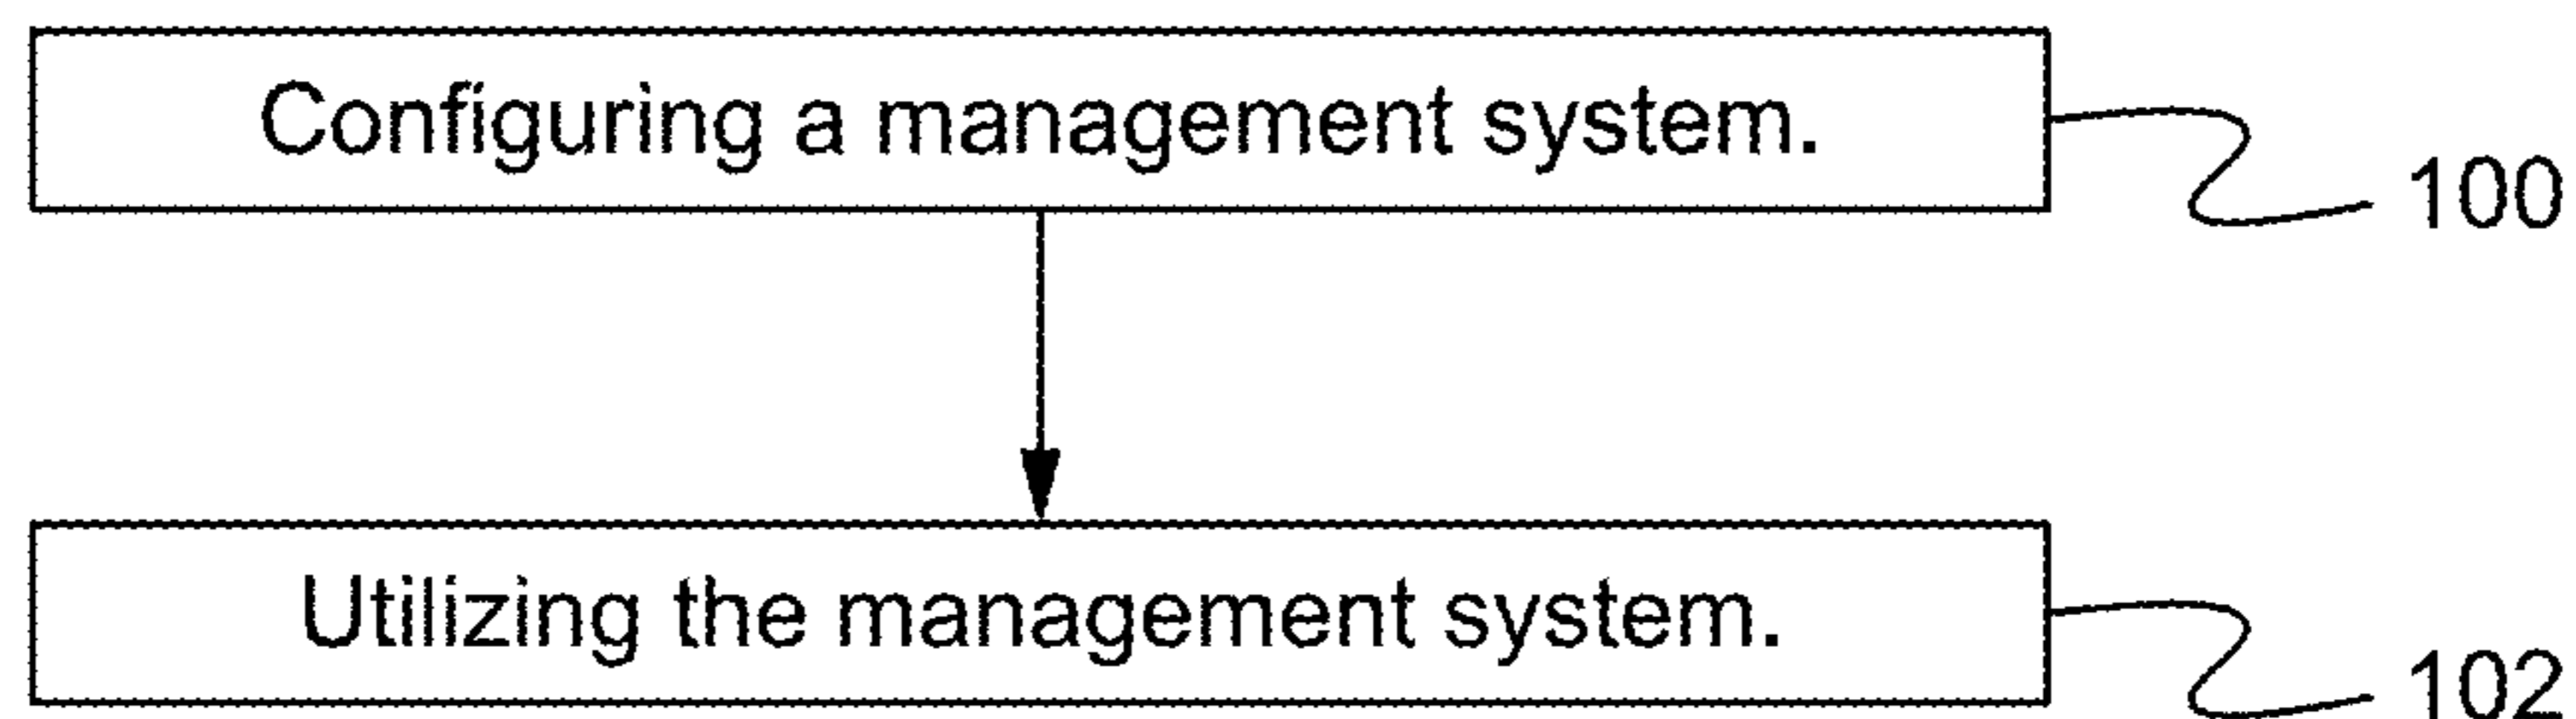 Configuring a management system.
100
Utilizing the management system.
102